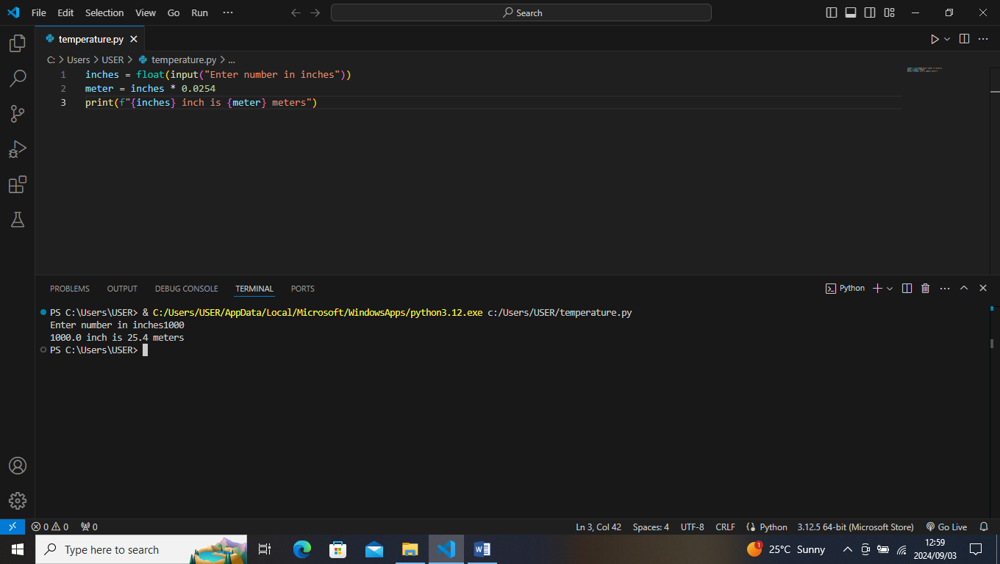 File Edit Selection View Go Run ···
Search
temperature.py
C: > Users > USER > temperature.py > ...
1 inches = float(input("Enter number in inches"))
2 meter = inches * 0.0254
3 print(f"{inches} inch is {meter} meters")
PROBLEMS OUTPUT DEBUG CONSOLE TERMINAL PORTS
Python
PS C:\Users\USER> & C:/Users/USER/AppData/Local/Microsoft/WindowsApps/python3.12.exe c:/Users/USER/temperature.py
Enter number in inches1000
1000.0 inch is 25.4 meters
PS C:\Users\USER>
0 0 0
Ln 3, Col 42 Spaces: 4 UTF-8 CRLF Python 3.12.5 64-bit (Microsoft Store) Go Live
Type here to search
1
25°C Sunny
12:59
2024/09/03